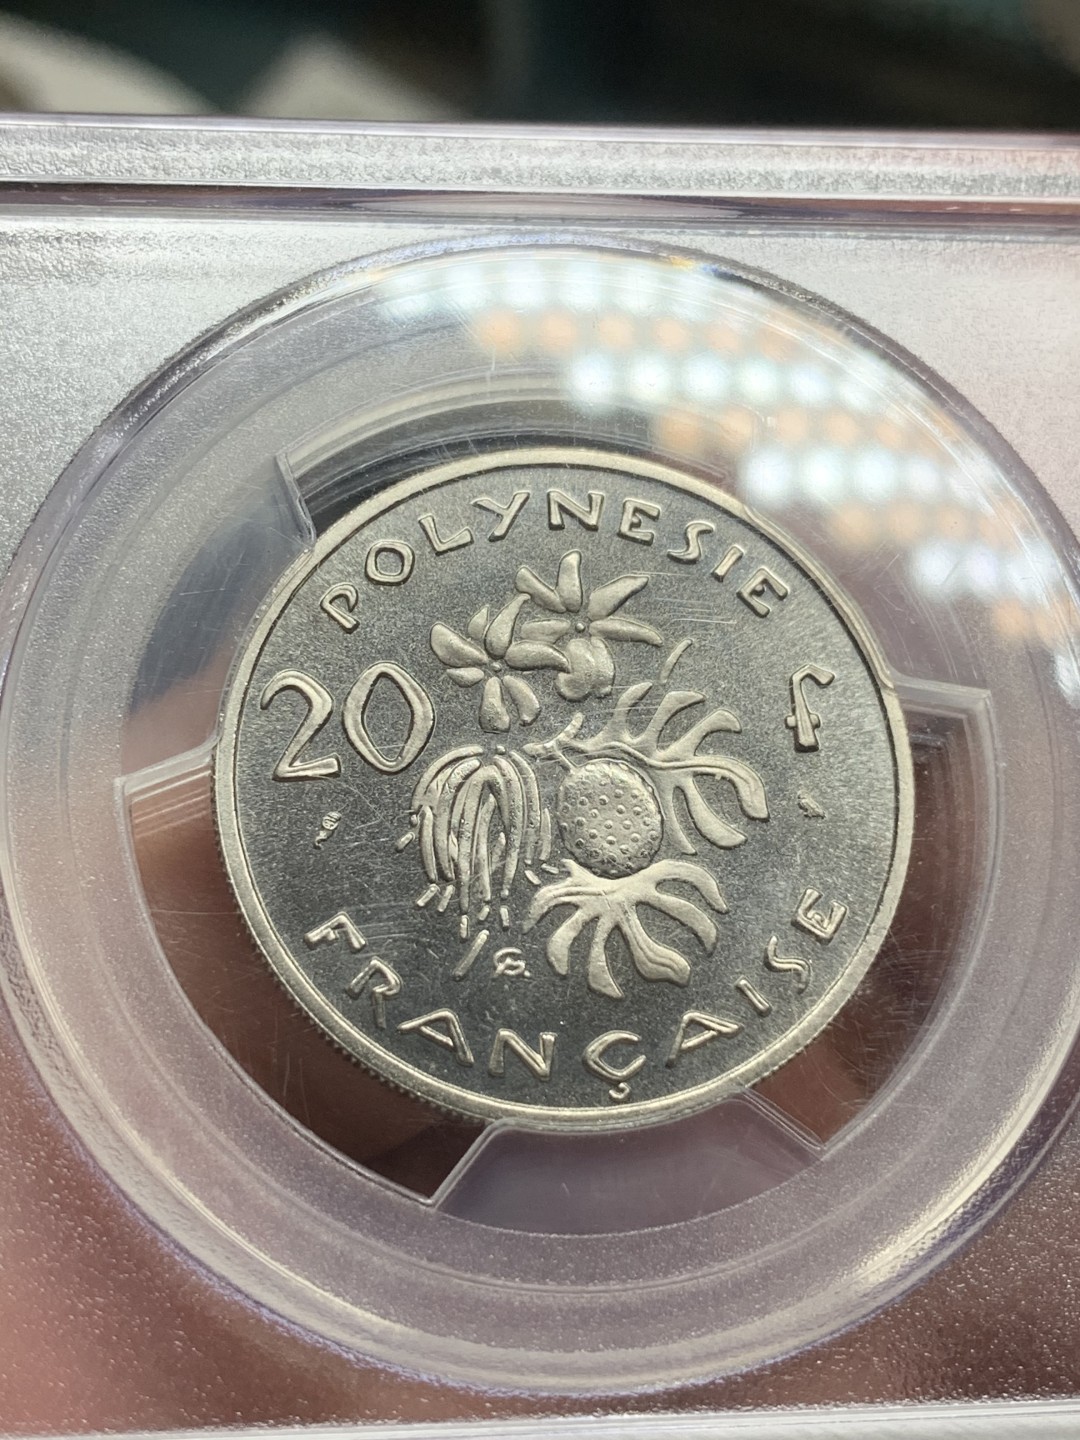 POLYNESIE
20 f
G.
FRANÇAISE